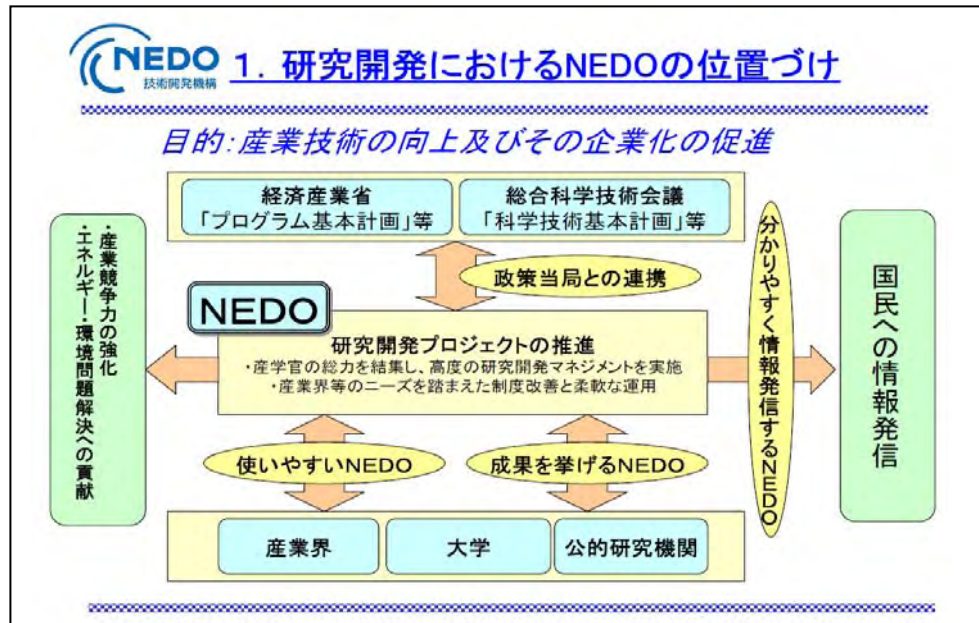 NEDO
技術開発機構
1. 研究開発におけるNEDOの位置づけ
目的:産業技術の向上及びその企業化の促進
経済産業省
「プログラム基本計画」等
総合科学技術会議
「科学技術基本計画」等
政策当局との連携
NEDO
研究開発プロジェクトの推進
・産学官の総力を結集し、高度の研究開発マネジメントを実施
・産業界等のニーズを踏まえた制度改善と柔軟な運用
・産業競争力の強化
・エネルギー・環境問題解決への貢献
分かりやすく情報発信するNEDO
国民への情報発信
使いやすいNEDO
成果を挙げるNEDO
産業界
大学
公的研究機関